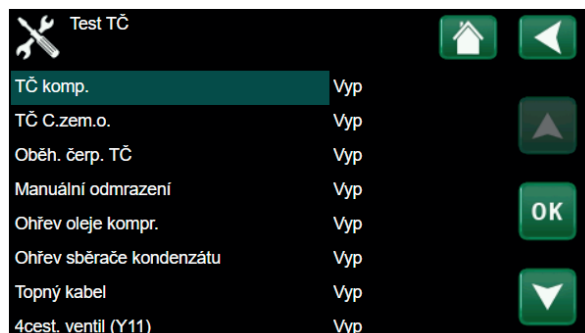 Test TČ
TČ komp. Vyp
TČ C.zem.o. Vyp
Oběh. čerp. TČ Vyp
Manuální odmrazení Vyp
Ohřev oleje kompr. Vyp
OK
Ohřev sběrače kondenzátu Vyp
Topný kabel Vyp
4cest. ventil (Y11) Vyp